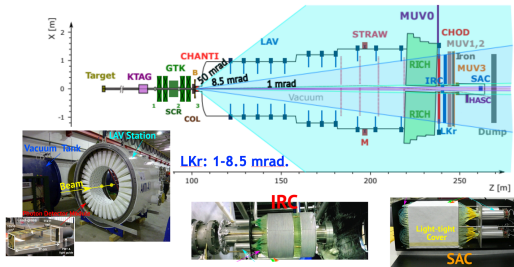 X [m]
2
1
0
-1
Target
KTAG
GTK
1
2
3
SCR
CHANTI
B
COL
50 mrad
8.5 mrad
1 mrad
LAV
Vacuum
STRAW
M
MUV0
RICH
RICH
CHOD
MUV1,2
Iron
MUV3
IRC
SAC
HASC
LKr
Dump
100
150
200
250
Z [m]
LAV Station
Vacuum Tank
Beam
LKr: 1-8.5 mrad.
IRC
Light-tight
Cover
SAC